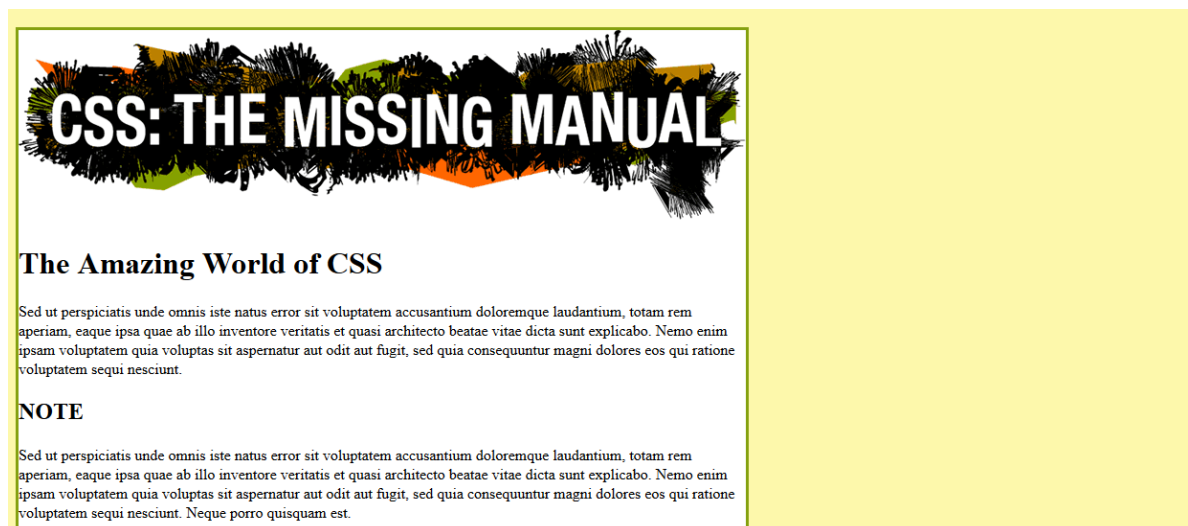 CSS: THE MISSING MANUAL
The Amazing World of CSS
Sed ut perspiciatis unde omnis iste natus error sit voluptatem accusantium doloremque laudantium, totam rem
aperiam, eaque ipsa quae ab illo inventore veritatis et quasi architecto beatae vitae dicta sunt explicabo. Nemo enim
ipsam voluptatem quia voluptas sit aspernatur aut odit aut fugit, sed quia consequuntur magni dolores eos qui ratione
voluptatem sequi nesciunt.
NOTE
Sed ut perspiciatis unde omnis iste natus error sit voluptatem accusantium doloremque laudantium, totam rem
aperiam, eaque ipsa quae ab illo inventore veritatis et quasi architecto beatae vitae dicta sunt explicabo. Nemo enim
ipsam voluptatem quia voluptas sit aspernatur aut odit aut fugit, sed quia consequuntur magni dolores eos qui ratione
voluptatem sequi nesciunt. Neque porro quisquam est.